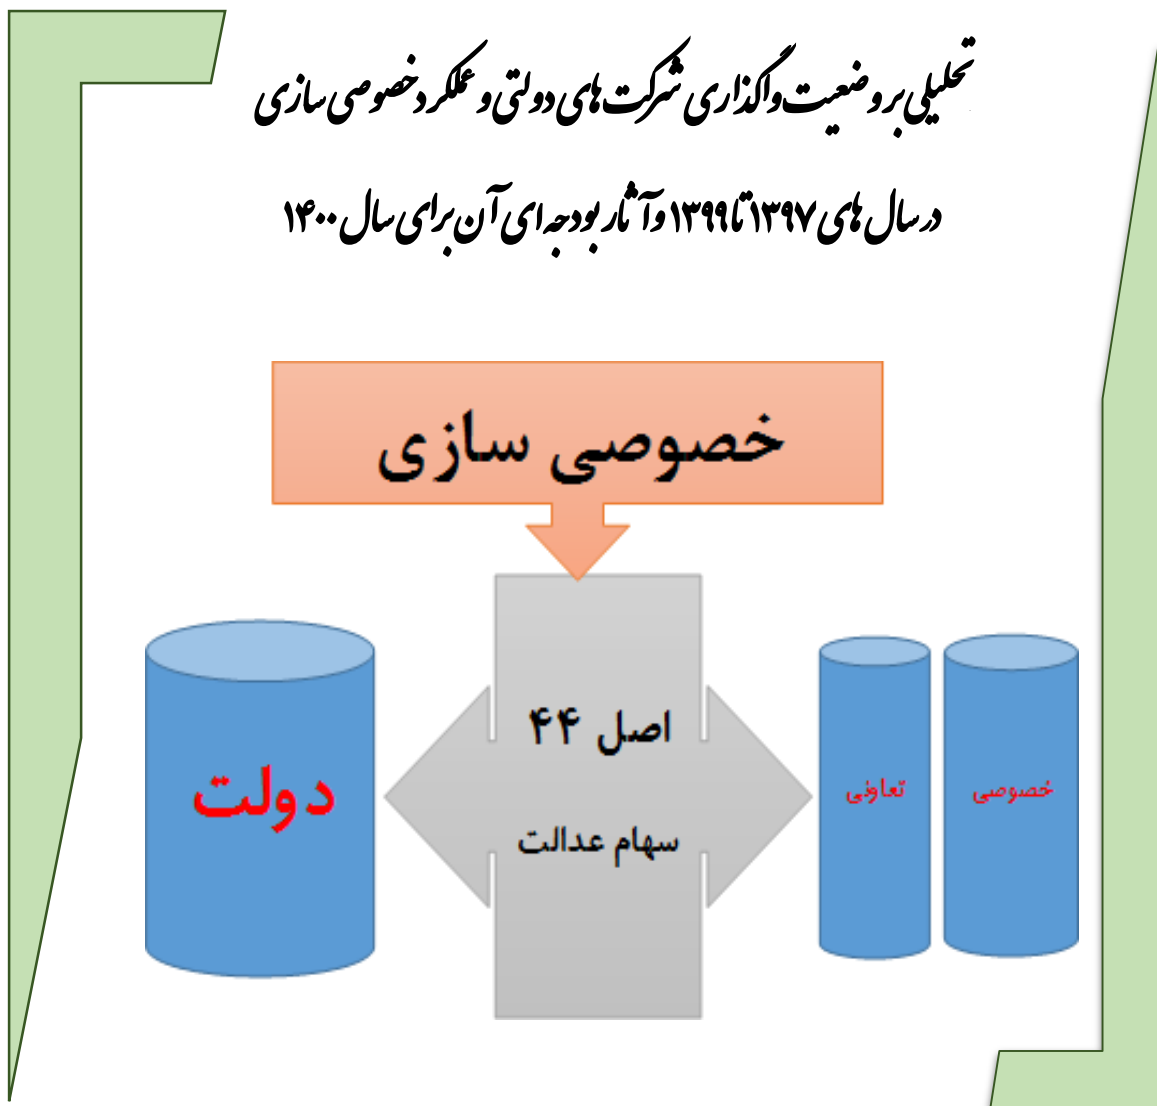 تحلیلی بر وضعیت واگذاری شرکت های دولتی و عملکرد خصوصی سازی
در سال های ۱۳۹۷ تا ۱۳۹۹ و آثار بودجه ای آن برای سال ۱۴۰۰
خصوصی سازی
اصل ۴۴
سهام عدالت
خصوصی
تعاونی
دولت